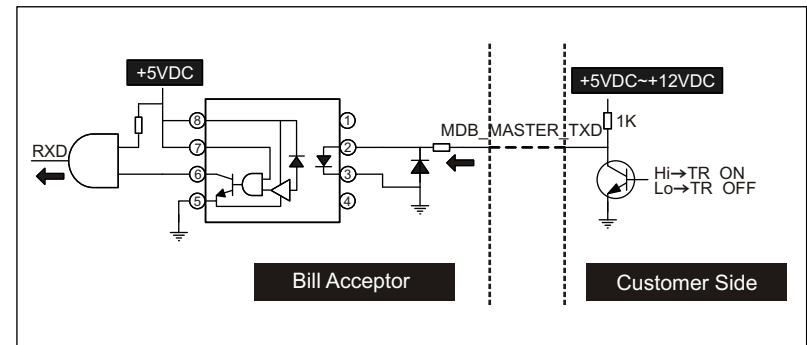 +5VDC
+5VDC~+12VDC
8
1
1K
MDB_MASTER_TXD
RXD
7
2
6
3
Hi→TR ON
Lo→TR OFF
5
4
Bill Acceptor
Customer Side